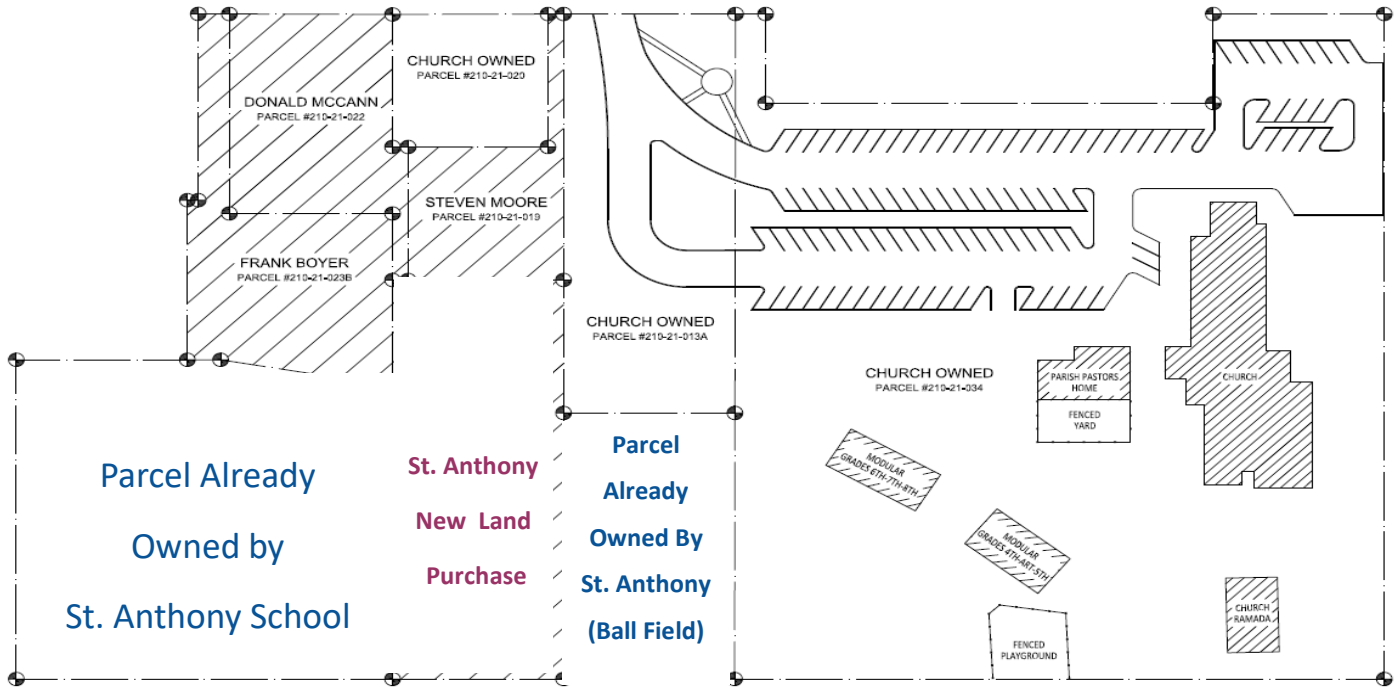 CHURCH OWNED
PARCEL #210-21-020
DONALD MCCANN
PARCEL #210-21-022
STEVEN MOORE
PARCEL #210-21-019
FRANK BOYER
PARCEL #210-21-023B
CHURCH OWNED
PARCEL #210-21-013A
CHURCH OWNED
PARCEL #210-21-034
PARISH PASTORS
HOME
FENCED
YARD
CHURCH
Parcel Already
Owned by
St. Anthony School
St. Anthony
New Land
Purchase
Parcel
Already
Owned By
St. Anthony
(Ball Field)
MODULAR
GRADES 6TH-7TH-8TH
MODULAR
GRADES 4TH-ART-5TH
CHURCH
RAMADA
FENCED
PLAYGROUND